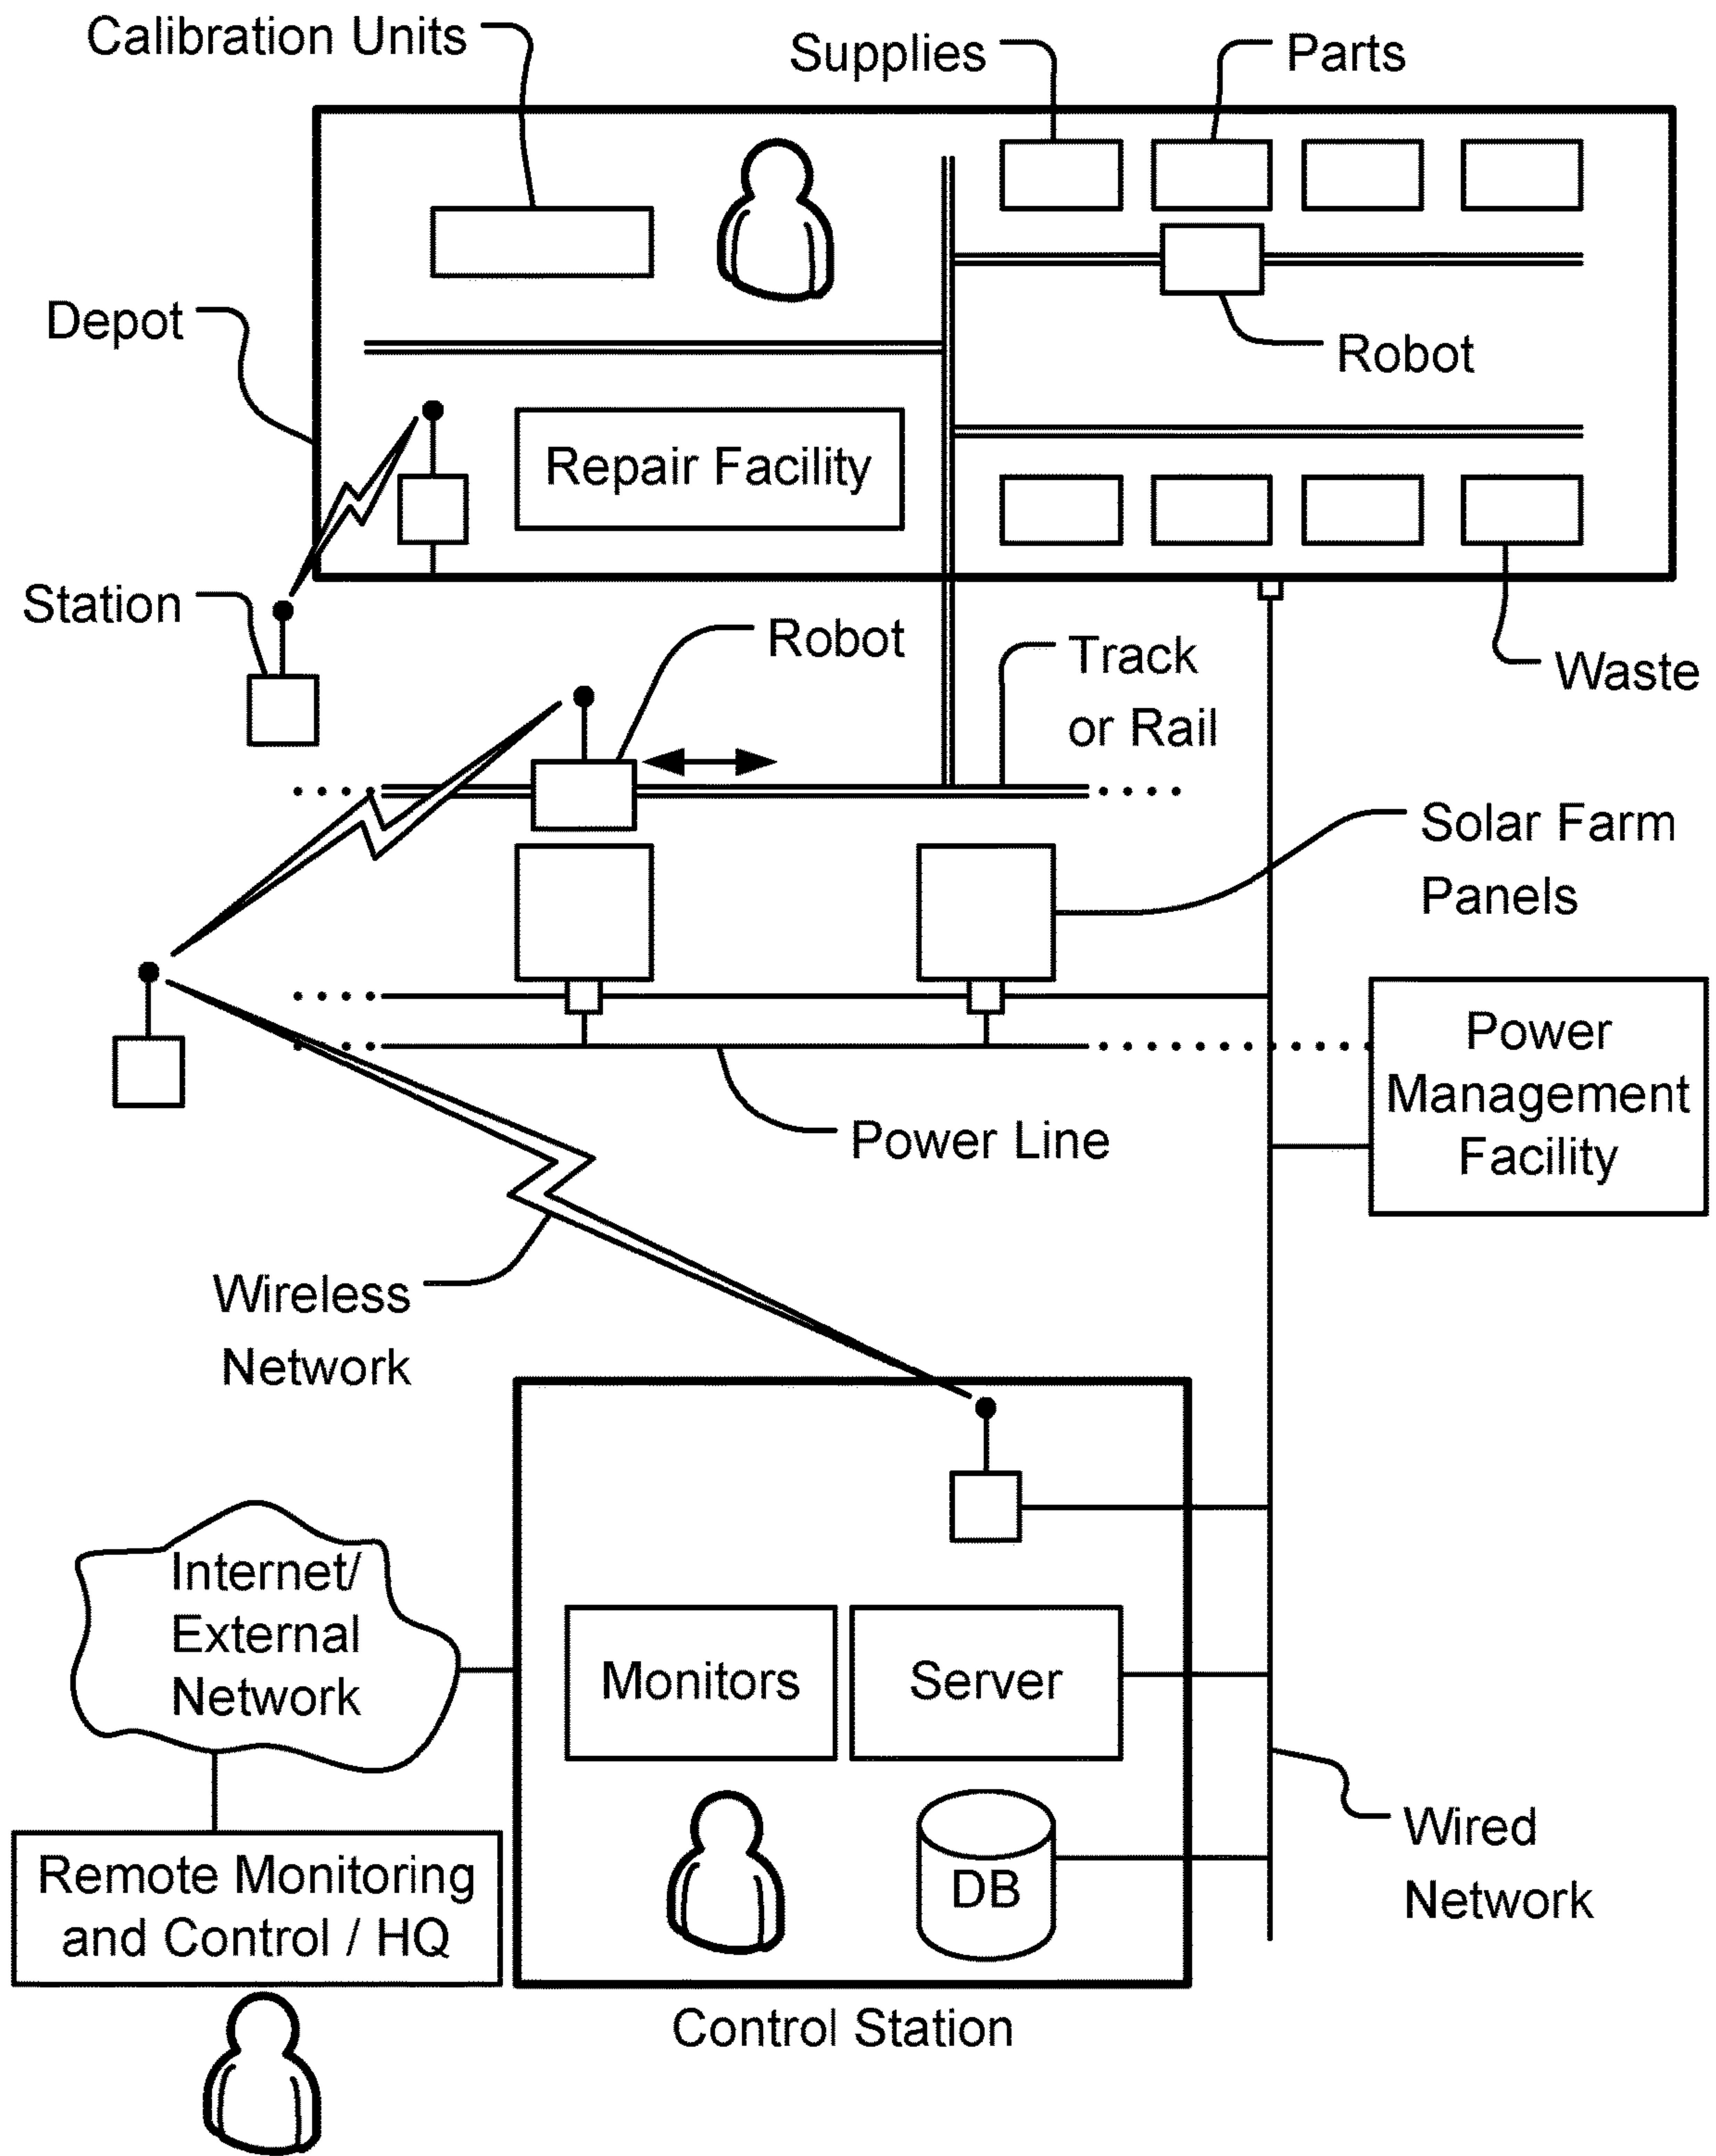 Calibration Units
Supplies
Parts
Depot
Robot
Repair Facility
Station
Robot
Track
or Rail
Waste
Solar Farm
Panels
Power
Management
Facility
Power Line
Wireless
Network
Internet/
External
Network
Monitors
Server
Wired
Network
Remote Monitoring
and Control / HQ
DB
Control Station